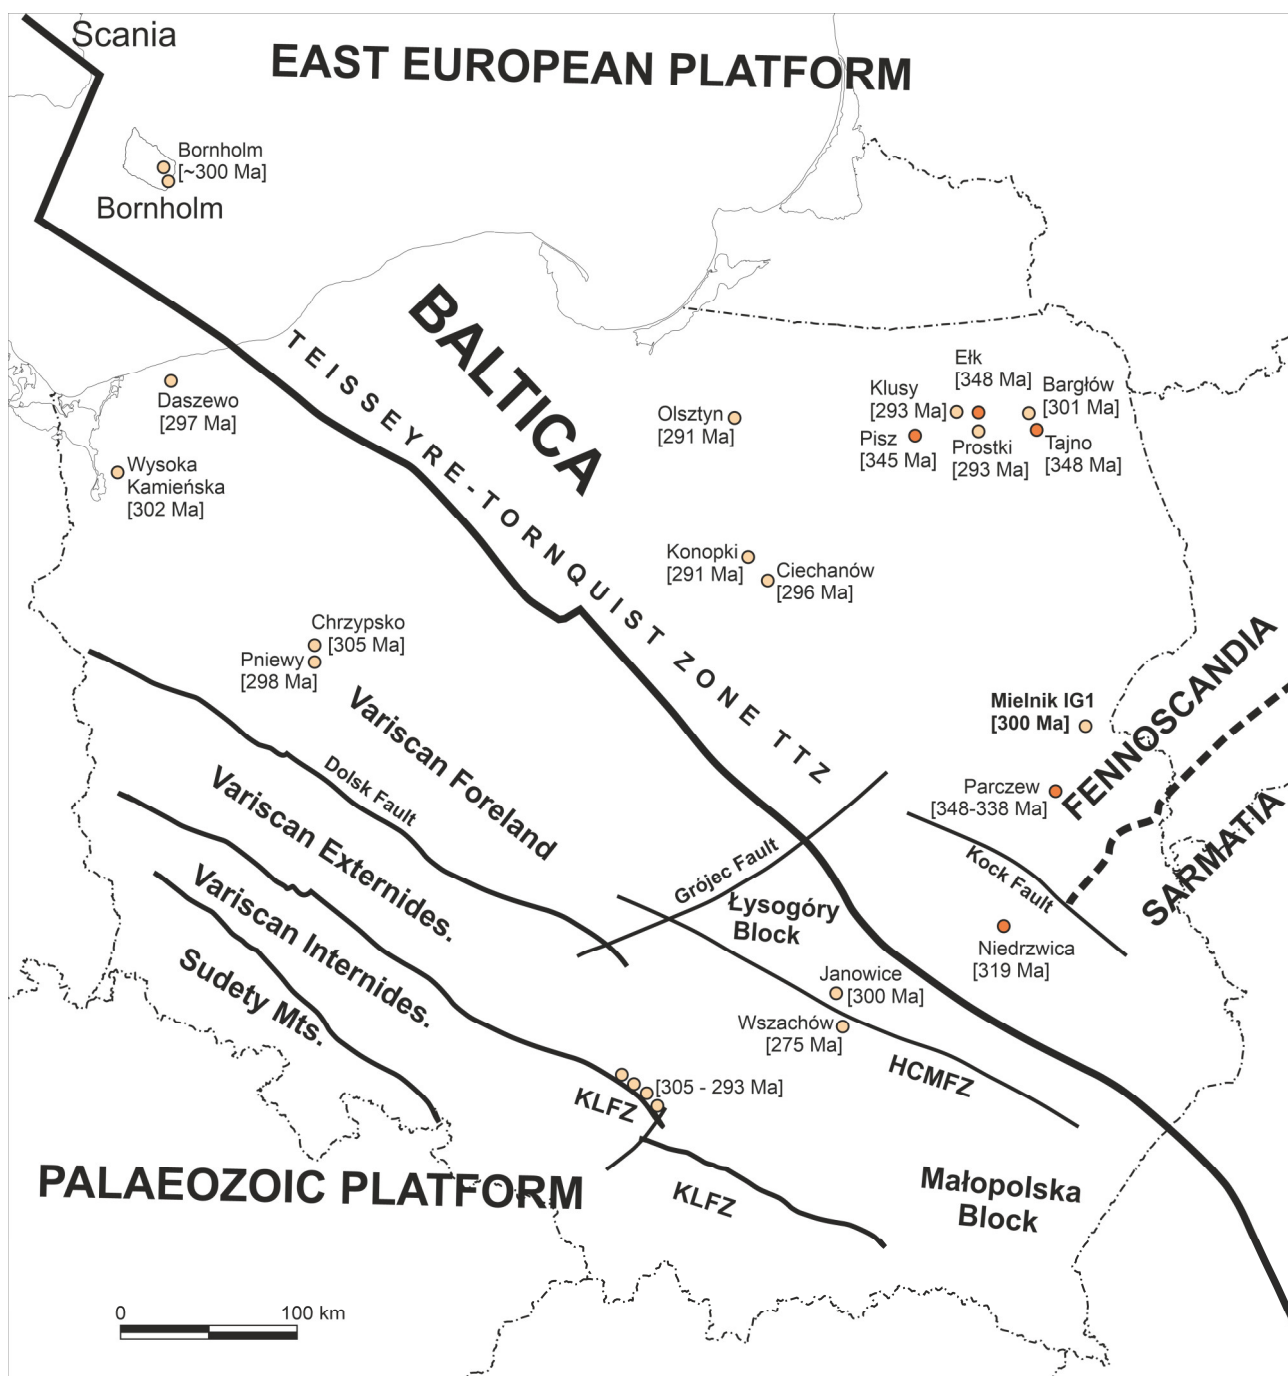 Scania
EAST EUROPEAN PLATFORM
Bornholm
[~300 Ma]
Bornholm
BALTICA
TEISSEYRE-TORNQUIST ZONE TTZ
Daszewo
[297 Ma]
Wysoka
Kamieńska
[302 Ma]
Olsztyn
[291 Ma]
Ełk
[348 Ma]
Klusy
[293 Ma]
Bargłów
[301 Ma]
Pisz
[345 Ma]
Prostki
[293 Ma]
Tajno
[348 Ma]
Konopki
[291 Ma]
Ciechanów
[296 Ma]
Chrzypsko
[305 Ma]
Pniewy
[298 Ma]
Mielnik IG1
[300 Ma]
FENNOSCANDIA
SARMATIA
Parczew
[348-338 Ma]
Kock Fault
Variscan Foreland
Dolsk Fault
Variscan Externides.
Variscan Internides.
Sudety Mts.
Grójec Fault
Łysogóry
Block
Niedrzwica
[319 Ma]
Janowice
[300 Ma]
Wszachów
[275 Ma]
HCMFZ
[305 - 293 Ma]
KLFZ
KLFZ
PALAEOZOIC PLATFORM
Małopolska
Block
0 100 km